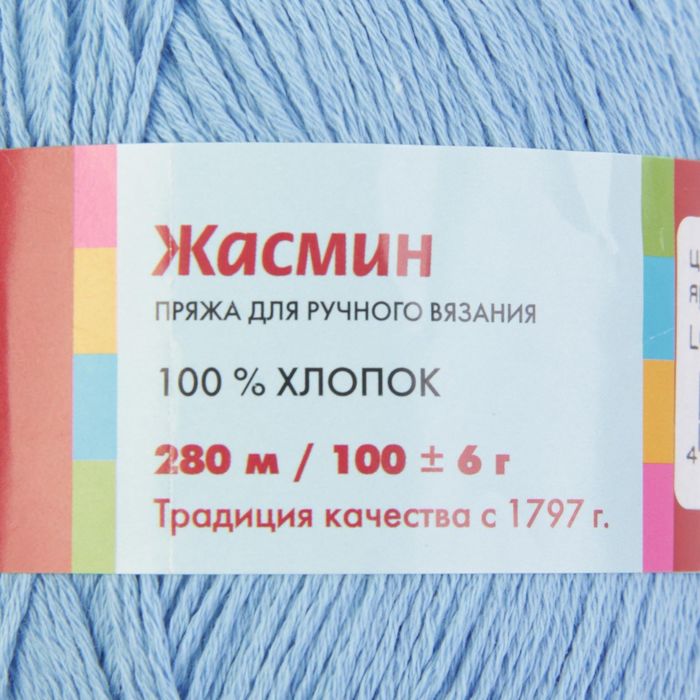 Жасмин
ПРЯЖА ДЛЯ РУЧНОГО ВЯЗАНИЯ
100 % ХЛОПОК
280 м / 100 ± 6 г
Традиция качества с 1797 г.